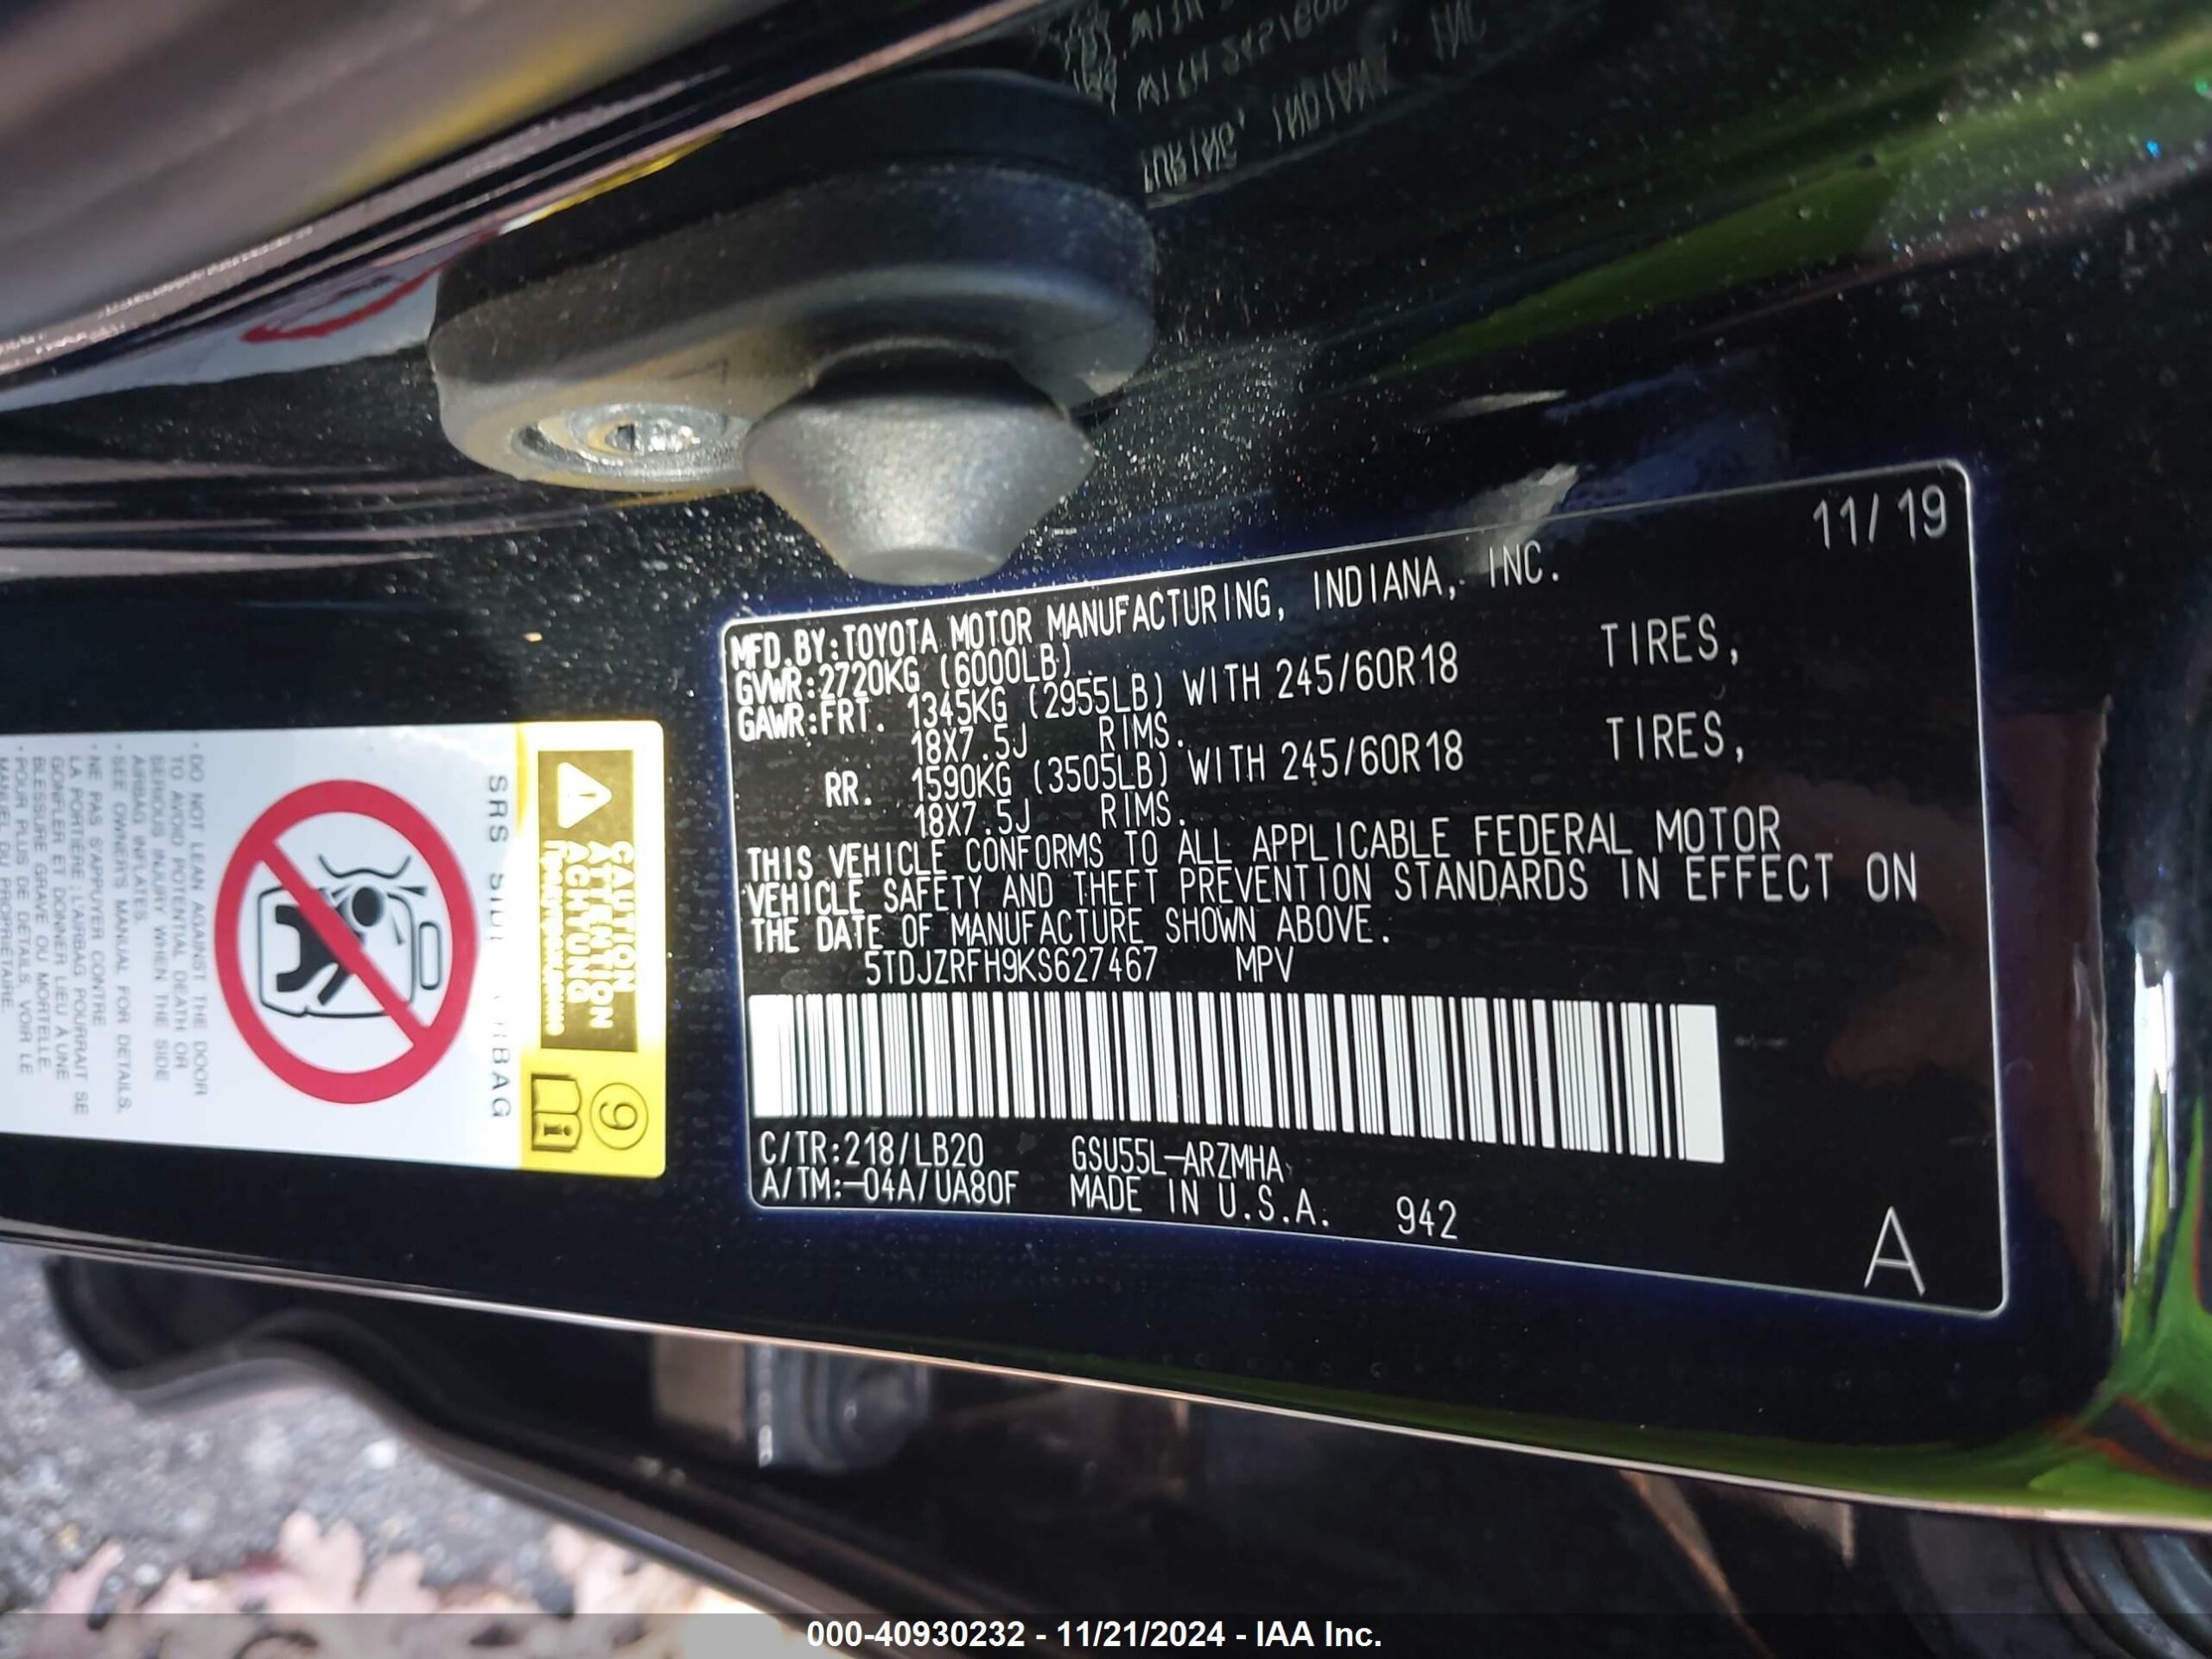 11/19
MFD.BY:TOYOTA MOTOR MANUFACTURING, INDIANA, INC.
GVWR:2720KG (6000LB)
GAWR:FRT. 1345KG (2955LB) WITH 245/60R18 TIRES,
18X7.5J RIMS.
RR. 1590KG (3505LB) WITH 245/60R18 TIRES,
18X7.5J RIMS.
THIS VEHICLE CONFORMS TO ALL APPLICABLE FEDERAL MOTOR
VEHICLE SAFETY AND THEFT PREVENTION STANDARDS IN EFFECT ON
THE DATE OF MANUFACTURE SHOWN ABOVE.
5TDJZRFH9KS627467 MPV
C/TR:218/LB20 GSU55L-ARZMHA
A/TM:-04A/UA80F MADE IN U.S.A. 942
A
CAUTION
ATTENTION
ACHTUNG
9
SRS AIRBAG
· DO NOT LEAN AGAINST THE DOOR
TO AVOID POTENTIAL DEATH OR
SERIOUS INJURY WHEN THE SIDE
AIRBAG INFLATES.
· SEE OWNER'S MANUAL FOR DETAILS.
· NE PAS S'APPUYER CONTRE
LA PORTIÈRE : L'AIRBAG POURRAIT SE
GONFLER ET DONNER LIEU À UNE
BLESSURE GRAVE OU MORTELLE.
· POUR PLUS DE DÉTAILS, VOIR LE
MANUEL DU PROPRIÉTAIRE.
000-40930232 - 11/21/2024 - IAA Inc.